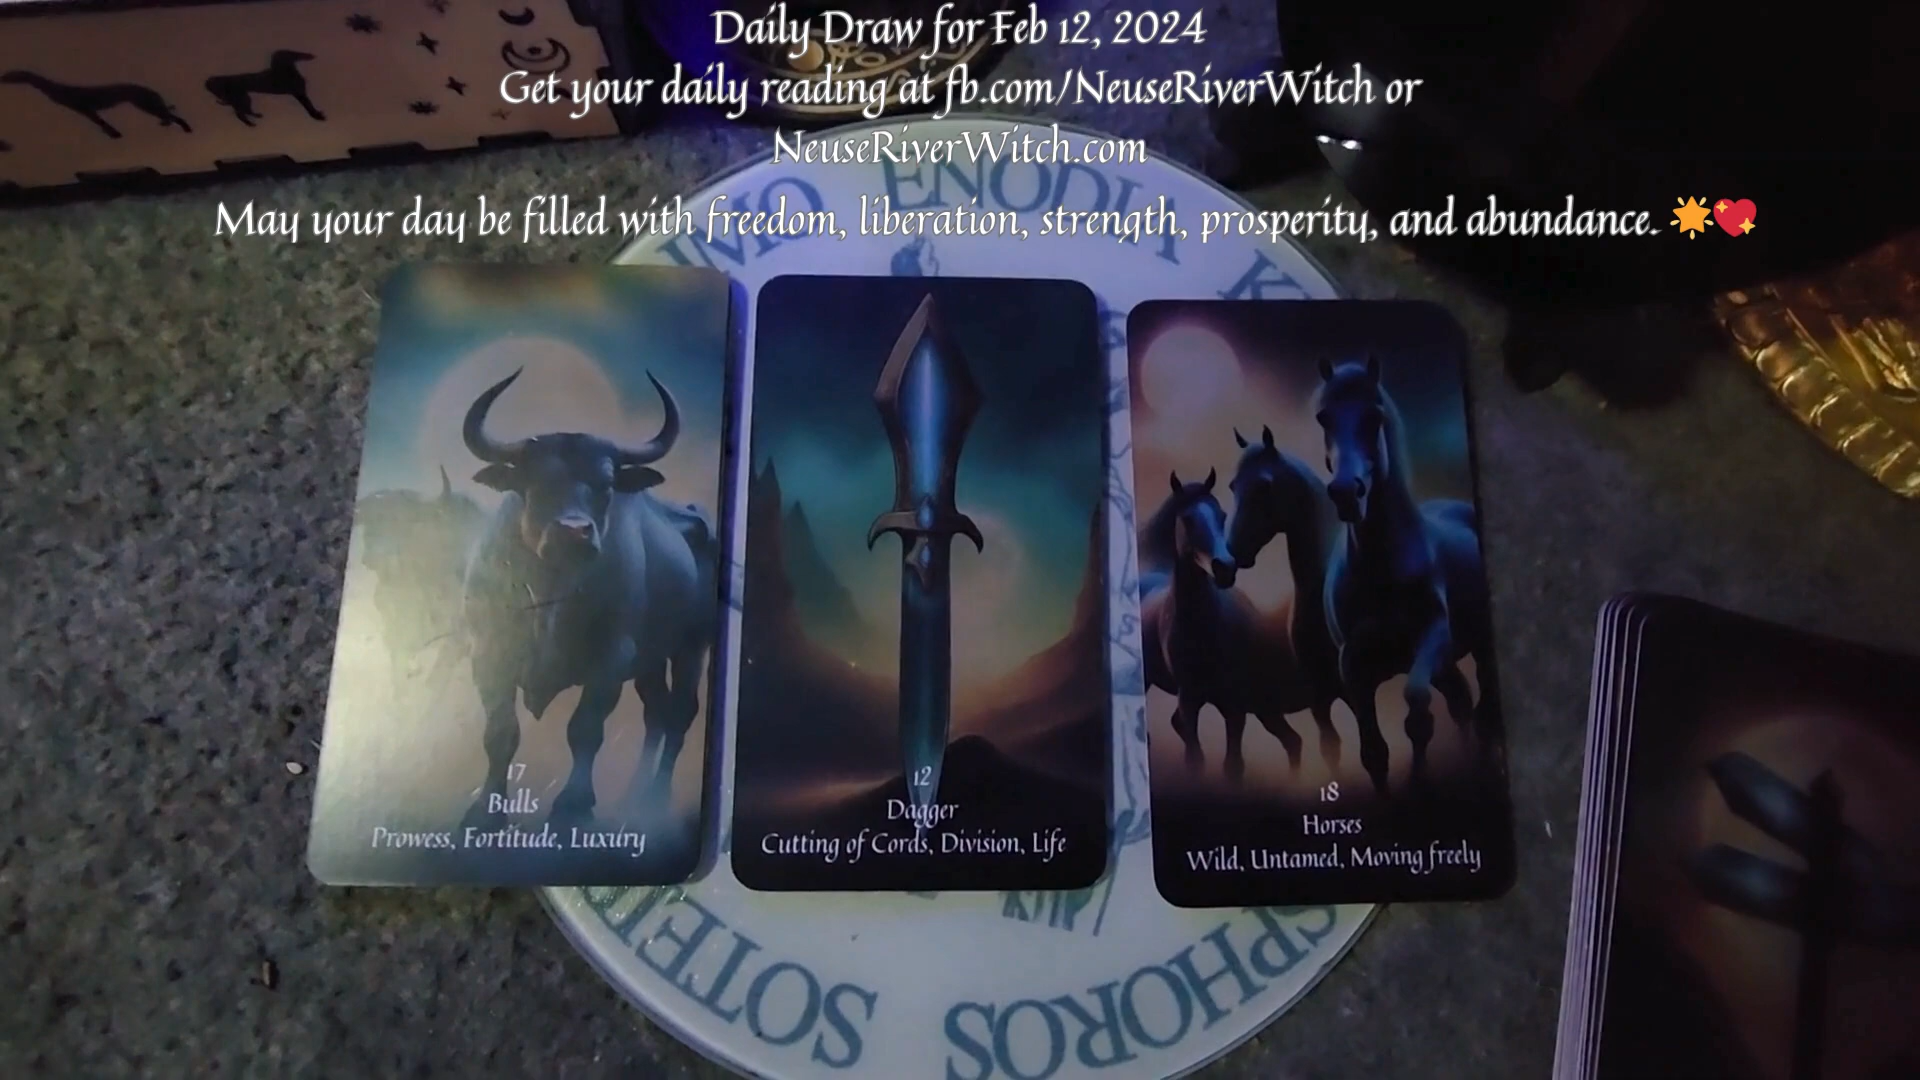 Daily Draw for Feb 12, 2024
Get your daily reading at fb.com/NeuseRiverWitch or
NeuseRiverWitch.com
May your day be filled with freedom, liberation, strength, prosperity, and abundance. 🌟💖
ENODIA
17
Bulls
Prowess, Fortitude, Luxury
12
Dagger
Cutting of Cords, Division, Life
18
Horses
Wild, Untamed, Moving freely